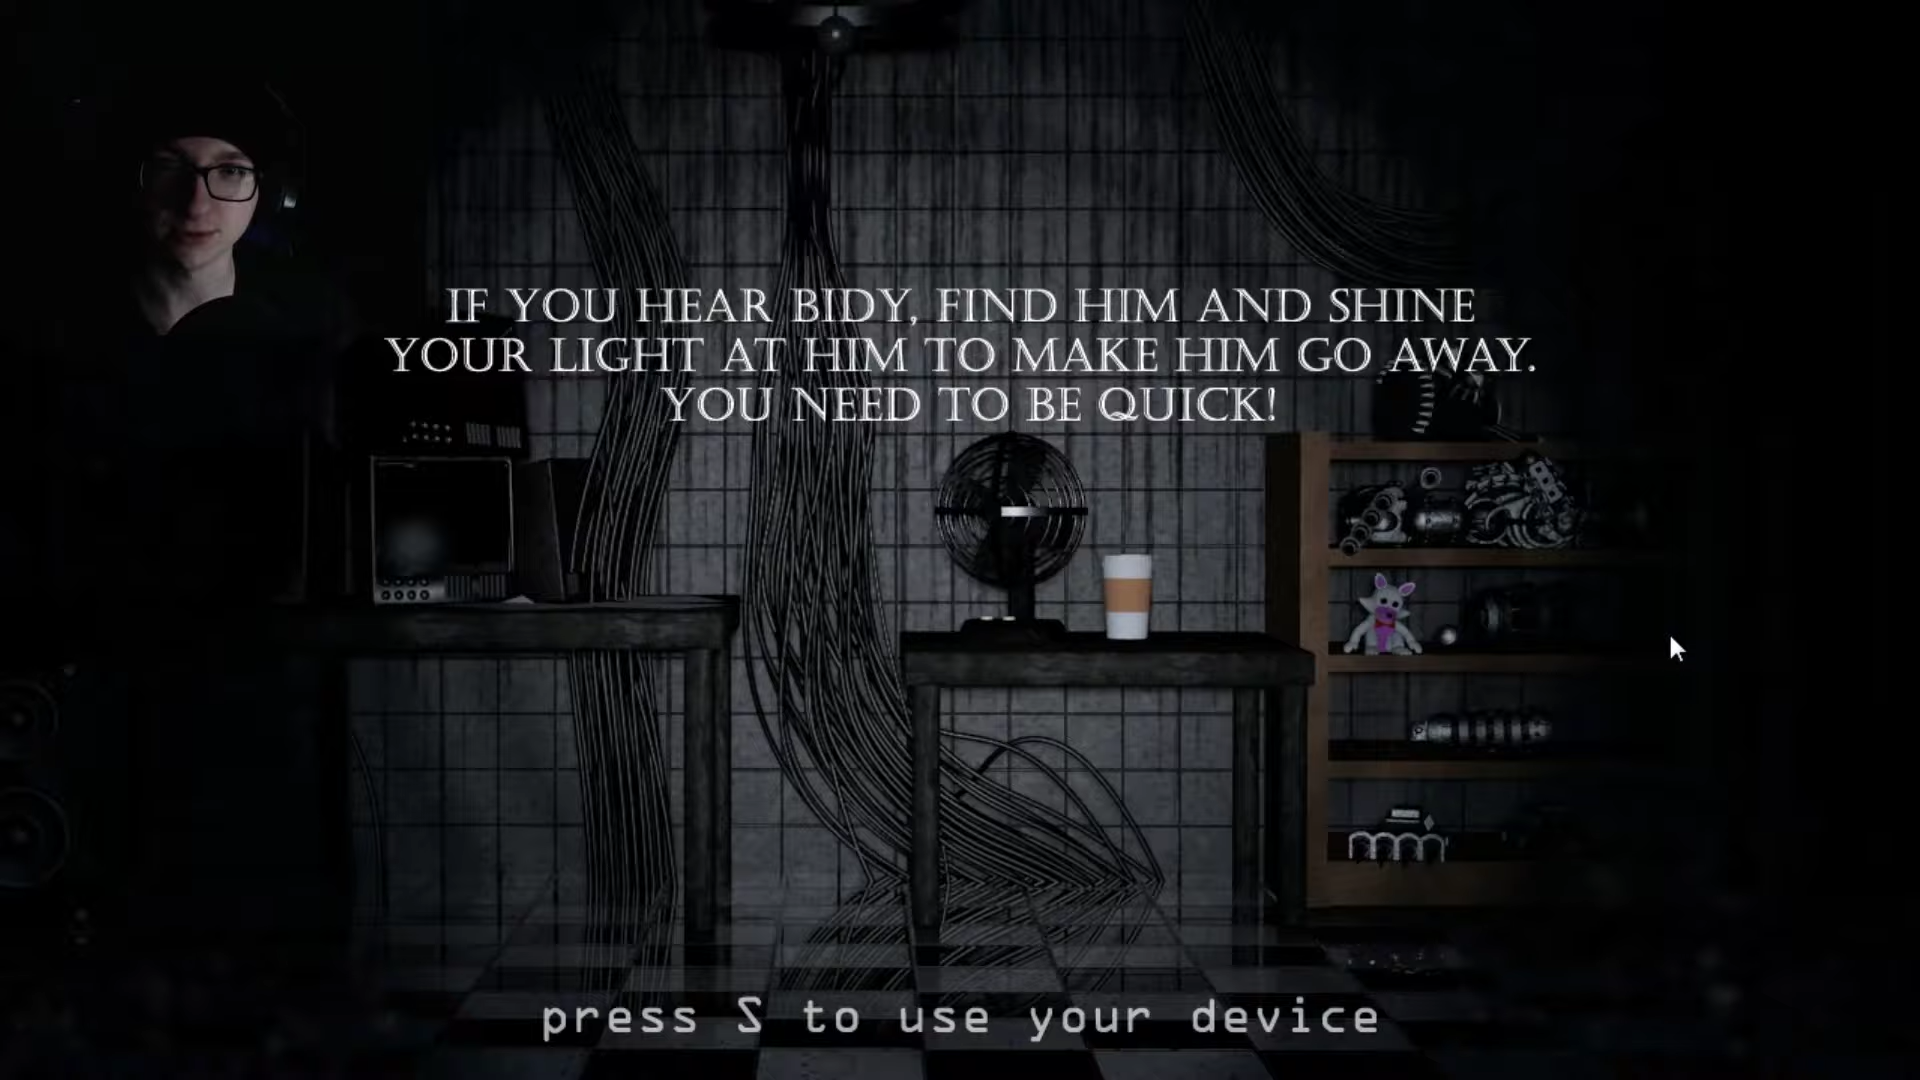 IF YOU HEAR BIDY, FIND HIM AND SHINE
YOUR LIGHT AT HIM TO MAKE HIM GO AWAY.
YOU NEED TO BE QUICK!
press S to use your device